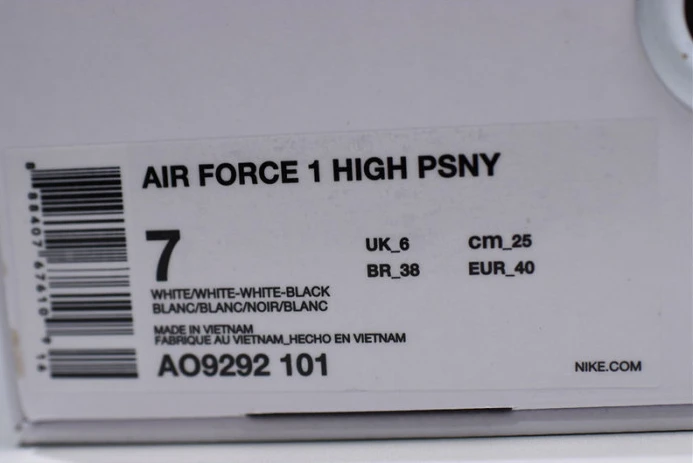 AIR FORCE 1 HIGH PSNY
7
UK_6 cm_25
BR_38 EUR_40
WHITE/WHITE-WHITE-BLACK
BLANC/BLANC/NOIR/BLANC
MADE IN VIETNAM
FABRIQUE AU VIETNAM_HECHO EN VIETNAM
AO9292 101
NIKE.COM